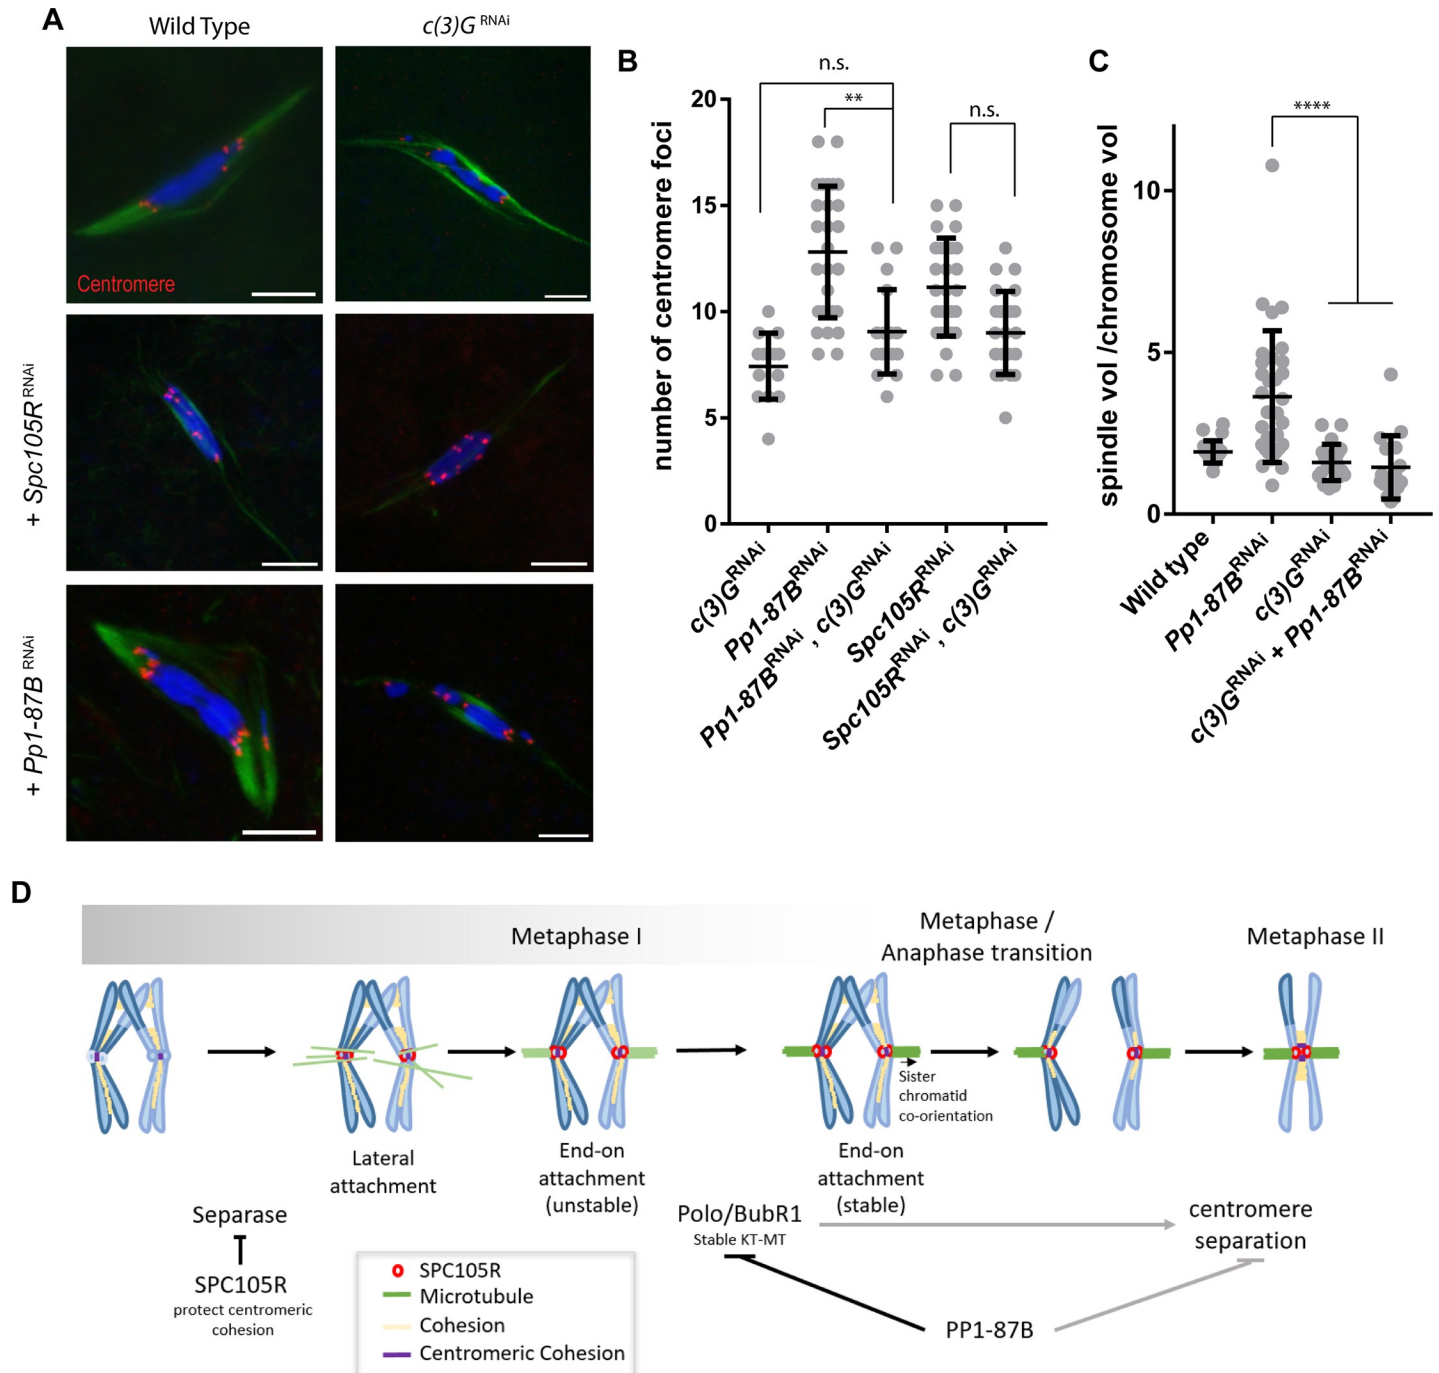 A
Wild Type
c(3)G RNAi
Centromere
+ Spc105R RNAi
+ Pp1-87B RNAi
B
n.s.
**
n.s.
number of centromere foci
20
15
10
5
0
c(3)G RNAi
Pp1-87B RNAi
Pp1-87B RNAi , c(3)G RNAi
Spc105R RNAi
Spc105R RNAi , c(3)G RNAi
C
****
spindle vol /chromosome vol
10
5
0
Wild type
Pp1-87B RNAi
c(3)G RNAi
c(3)G RNAi + Pp1-87B RNAi
D
Metaphase I
Metaphase /
Anaphase transition
Metaphase II
Sister
chromatid
co-orientation
Lateral
attachment
End-on
attachment
(unstable)
End-on
attachment
(stable)
Separase
SPC105R
protect centromeric
cohesion
Polo/BubR1
Stable KT-MT
centromere
separation
PP1-87B
SPC105R
Microtubule
Cohesion
Centromeric Cohesion